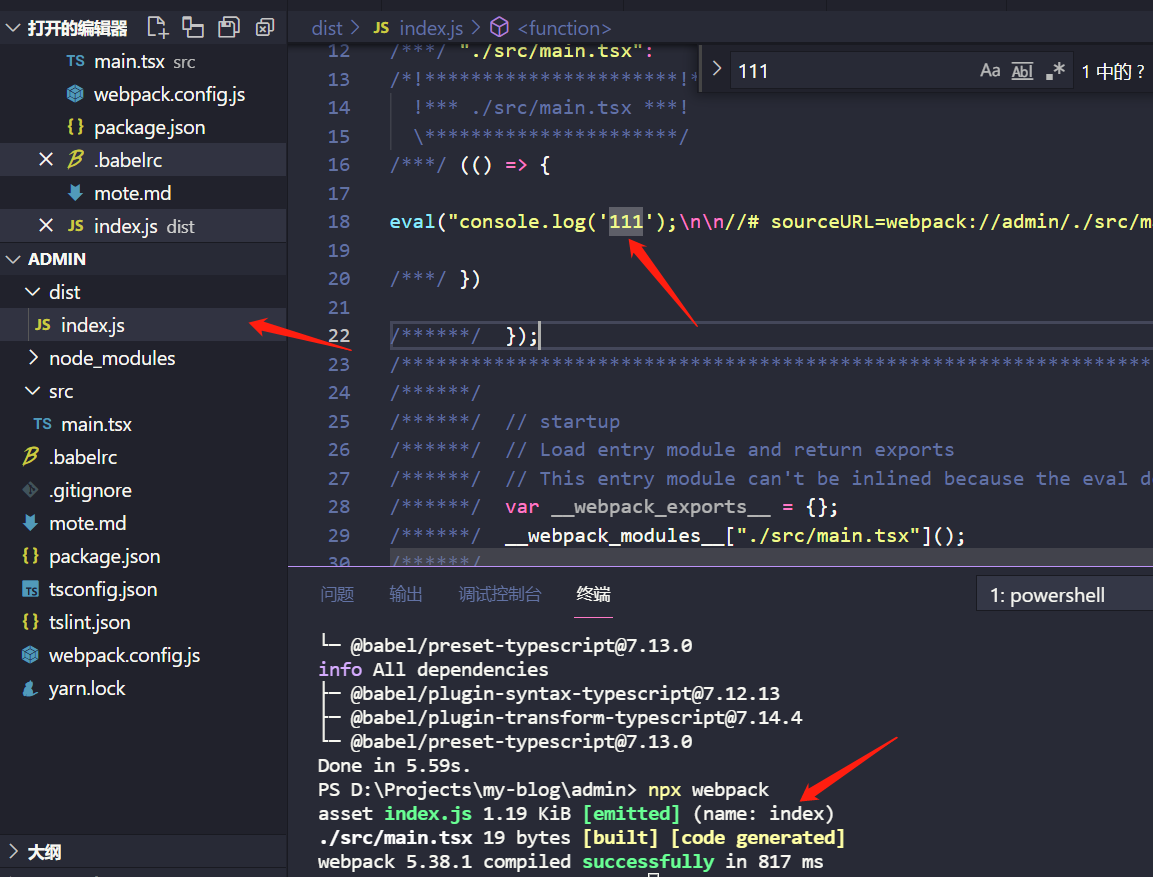 打开的编辑器
TS main.tsx src
webpack.config.js
{} package.json
.babelrc
mote.md
JS index.js dist
ADMIN
dist
JS index.js
node_modules
src
TS main.tsx
.babelrc
.gitignore
mote.md
{} package.json
TS tsconfig.json
{} tslint.json
webpack.config.js
yarn.lock
大纲
dist > JS index.js > <function>
111
Aa Abl .* 1 中的 ?
12 /***/ "./src/main.tsx":
13 /*!**********************!*
14 !*** ./src/main.tsx ***!
15 \**********************/
16 /***/ (() => {
17
18 eval("console.log('111');\n\n//# sourceURL=webpack://admin/./src/m
19
20 /***/ })
21
22 /******/ });
23 /******************************************************************
24 /******/
25 /******/ // startup
26 /******/ // Load entry module and return exports
27 /******/ // This entry module can't be inlined because the eval d
28 /******/ var __webpack_exports__ = {};
29 /******/ __webpack_modules__["./src/main.tsx"]();
30 /******/
问题 输出 调试控制台 终端
1: powershell
└─ @babel/preset-typescript@7.13.0
info All dependencies
├─ @babel/plugin-syntax-typescript@7.12.13
├─ @babel/plugin-transform-typescript@7.14.4
└─ @babel/preset-typescript@7.13.0
Done in 5.59s.
PS D:\Projects\my-blog\admin> npx webpack
asset index.js 1.19 KiB [emitted] (name: index)
./src/main.tsx 19 bytes [built] [code generated]
webpack 5.38.1 compiled successfully in 817 ms